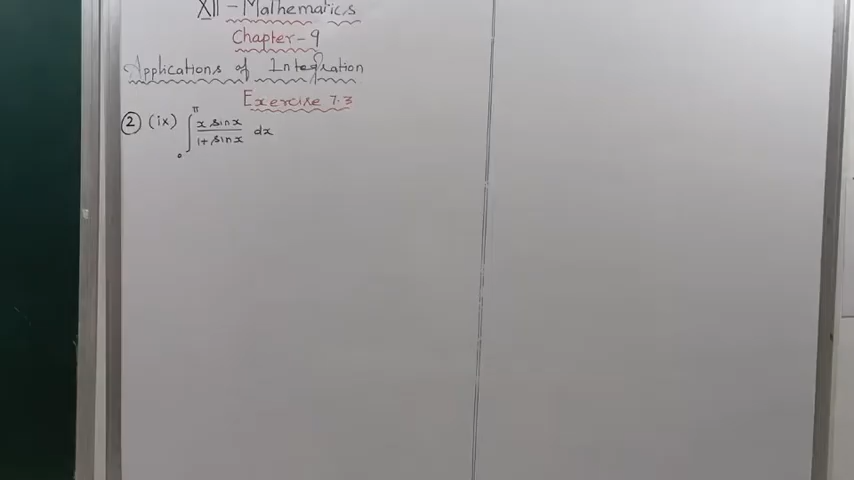 XII - Mathematics
Chapter - 9
Applications of Integration
Exercise 7.3
② (ix) ∫₀^π x sin x / 1 + sin x dx